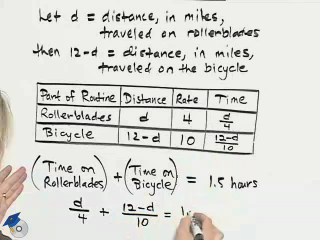 Let d = distance, in miles,
traveled on rollerblades
then 12-d = distance, in miles,
traveled on the bicycle
Part of Routine Distance Rate Time
Rollerblades d 4 d/4
Bicycle 12-d 10 12-d/10
(Time on Rollerblades) + (Time on Bicycle) = 1.5 hours
d/4 + 12-d/10 = 1.